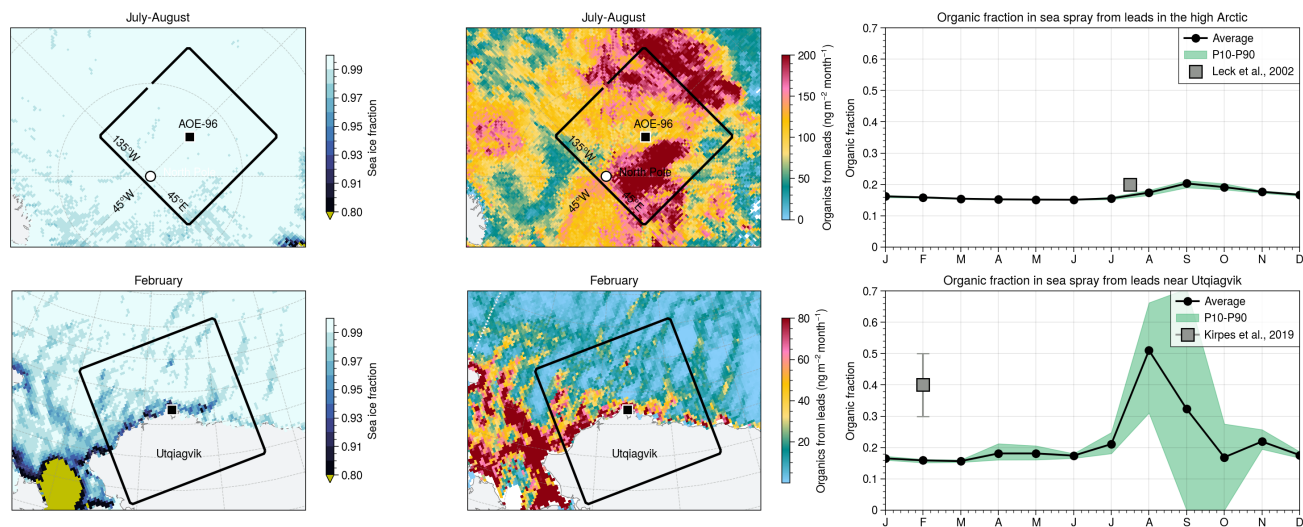 July-August
AOE-96
135°W
45°W
45°E
0.99
0.97
0.95
0.93
0.91
0.80
Sea ice fraction
July-August
AOE-96
135°W
North Pole
45°W
200
150
100
50
0
Organics from leads (ng m⁻² month⁻¹)
Organic fraction in sea spray from leads in the high Arctic
0.7
0.6
0.5
0.4
0.3
0.2
0.1
0
Organic fraction
Average
P10-P90
Leck et al., 2002
J F M A M J J A S O N D
February
Utqiagvik
0.99
0.97
0.95
0.93
0.91
0.80
Sea ice fraction
February
Utqiagvik
80
60
40
20
Organics from leads (ng m⁻² month⁻¹)
Organic fraction in sea spray from leads near Utqiagvik
0.7
0.6
0.5
0.4
0.3
0.2
0.1
0
Organic fraction
Average
P10-P90
Kirpes et al., 2019
J F M A M J J A S O N D